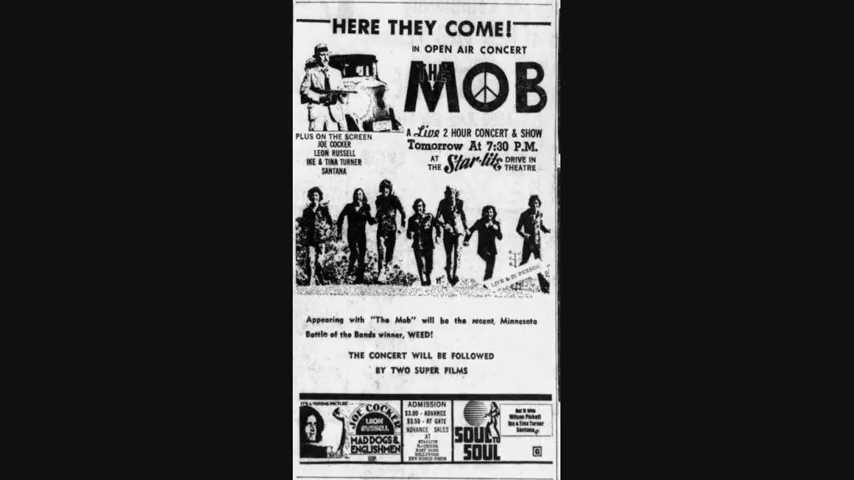 HERE THEY COME!
IN OPEN AIR CONCERT
THE
MOB
A Live 2 HOUR CONCERT & SHOW
Tomorrow At 7:30 P.M.
AT THE Star-lite DRIVE IN THEATRE
PLUS ON THE SCREEN
JOE COCKER
LEON RUSSELL
IKE & TINA TURNER
SANTANA
LIVE & IN PERSON
Appearing with "The Mob" will be the recent, Minnesota
Battle of the Bands winner, WEED!
THE CONCERT WILL BE FOLLOWED
BY TWO SUPER FILMS
JOE COCKER
LEON
RUSSELL
MAD DOGS &
ENGLISHMEN
ADMISSION
$3.00 - ADVANCE
$3.50 - AT GATE
ADVANCE SALES
AT
SOUL
TO
SOUL
Wilson Pickett
Ike & Tina Turner
Santana
G